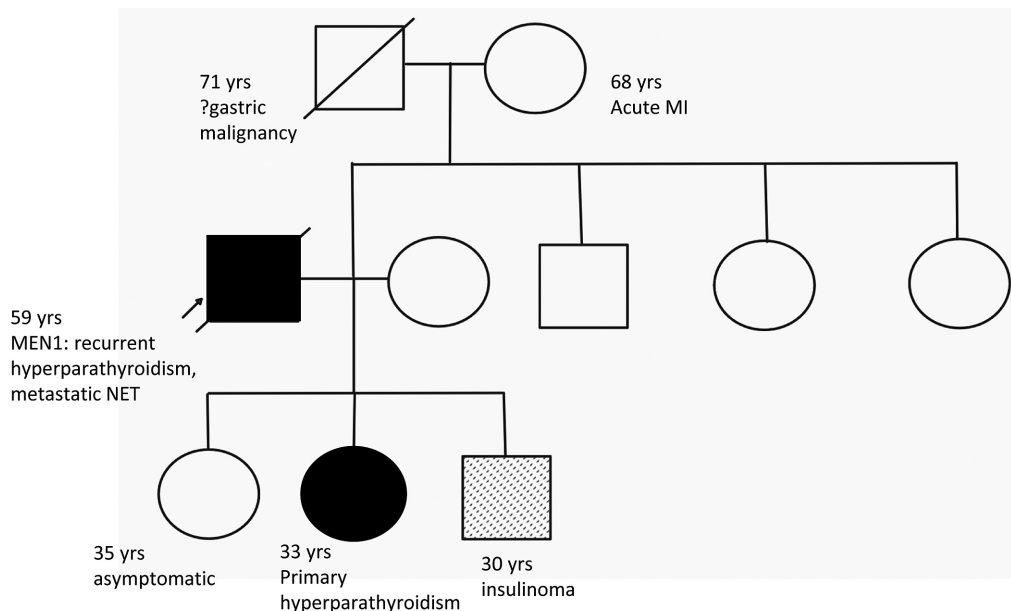 71 yrs
?gastric
malignancy
68 yrs
Acute MI
59 yrs
MEN1: recurrent
hyperparathyroidism,
metastatic NET
35 yrs
asymptomatic
33 yrs
Primary
hyperparathyroidism
30 yrs
insulinoma